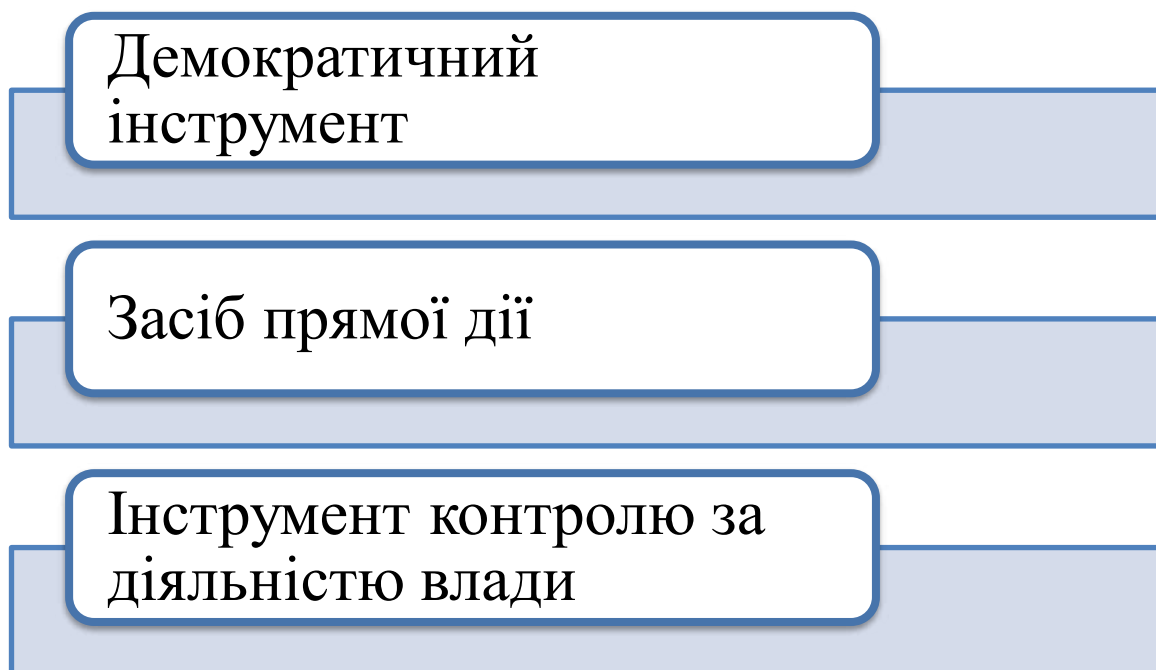 Демократичний
інструмент
Засіб прямої дії
Інструмент контролю за
діяльністю влади